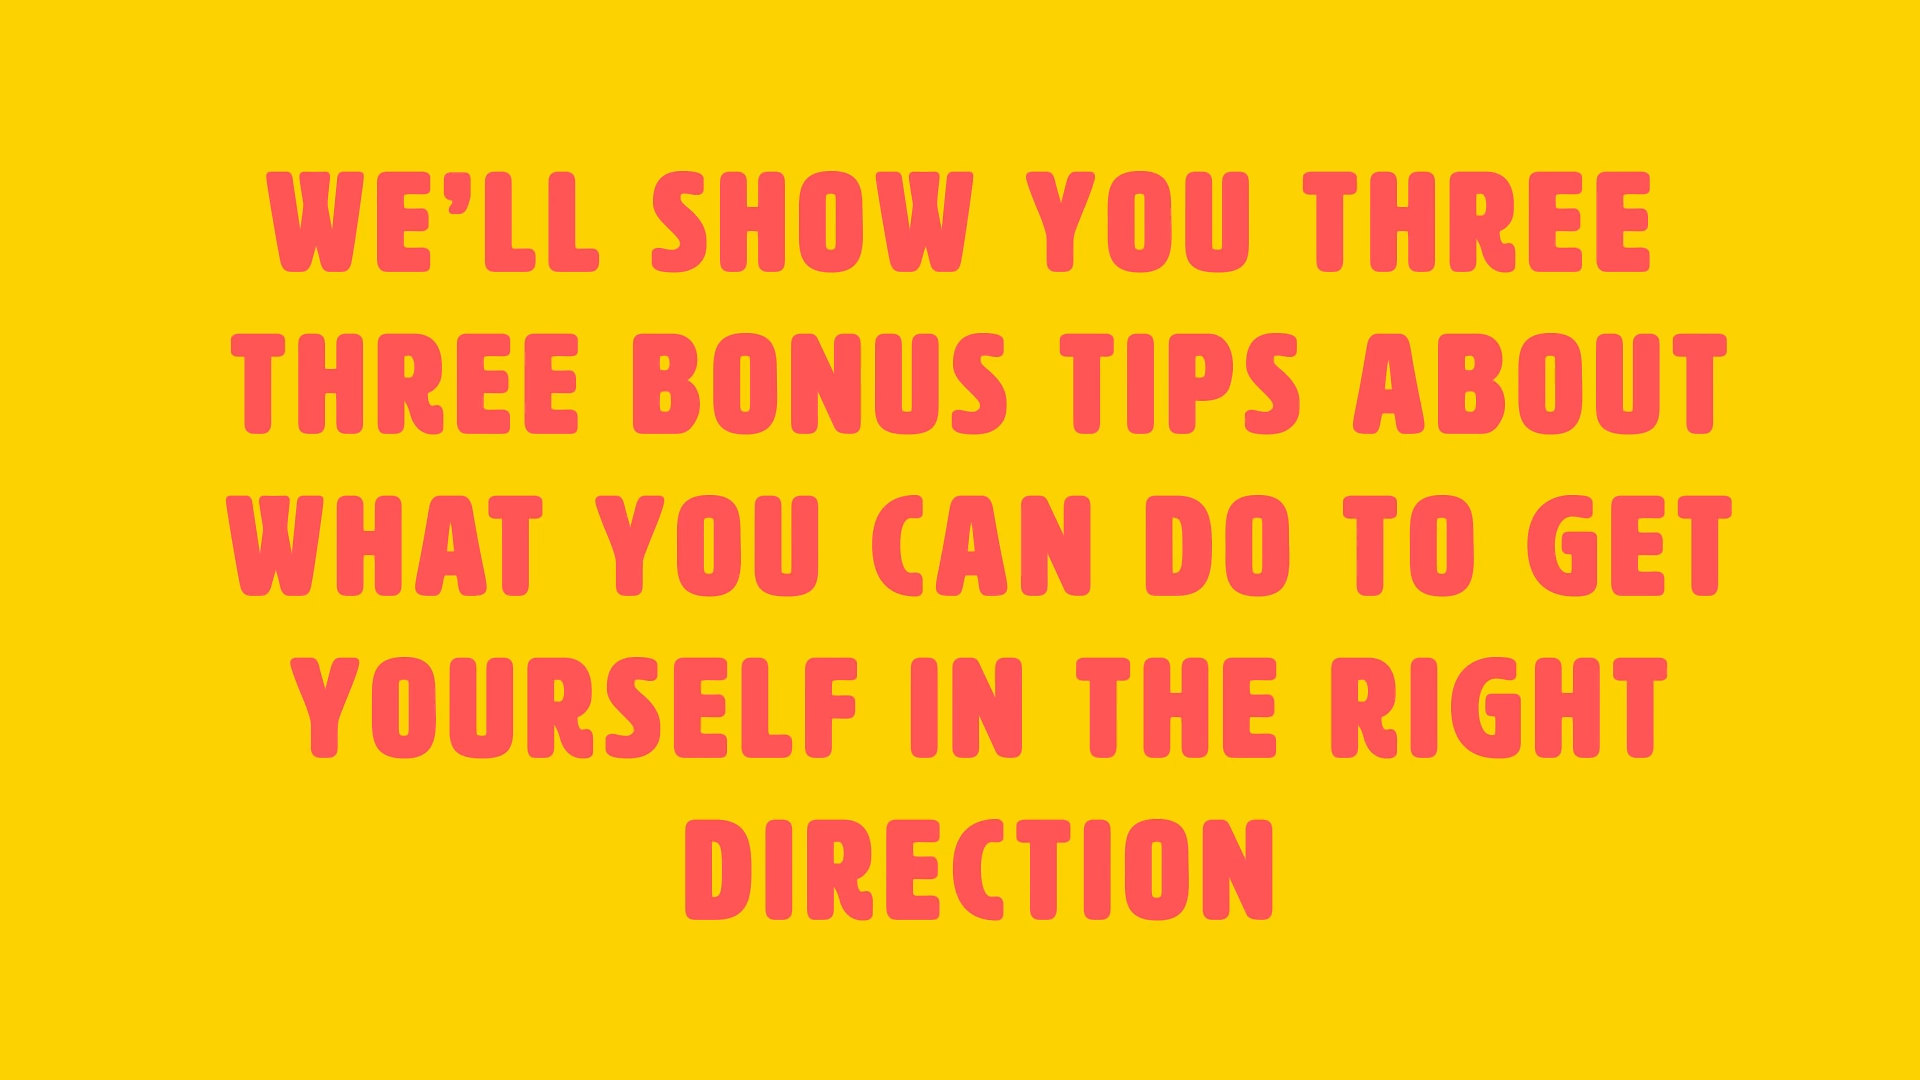 WE’LL SHOW YOU THREE
THREE BONUS TIPS ABOUT
WHAT YOU CAN DO TO GET
YOURSELF IN THE RIGHT
DIRECTION